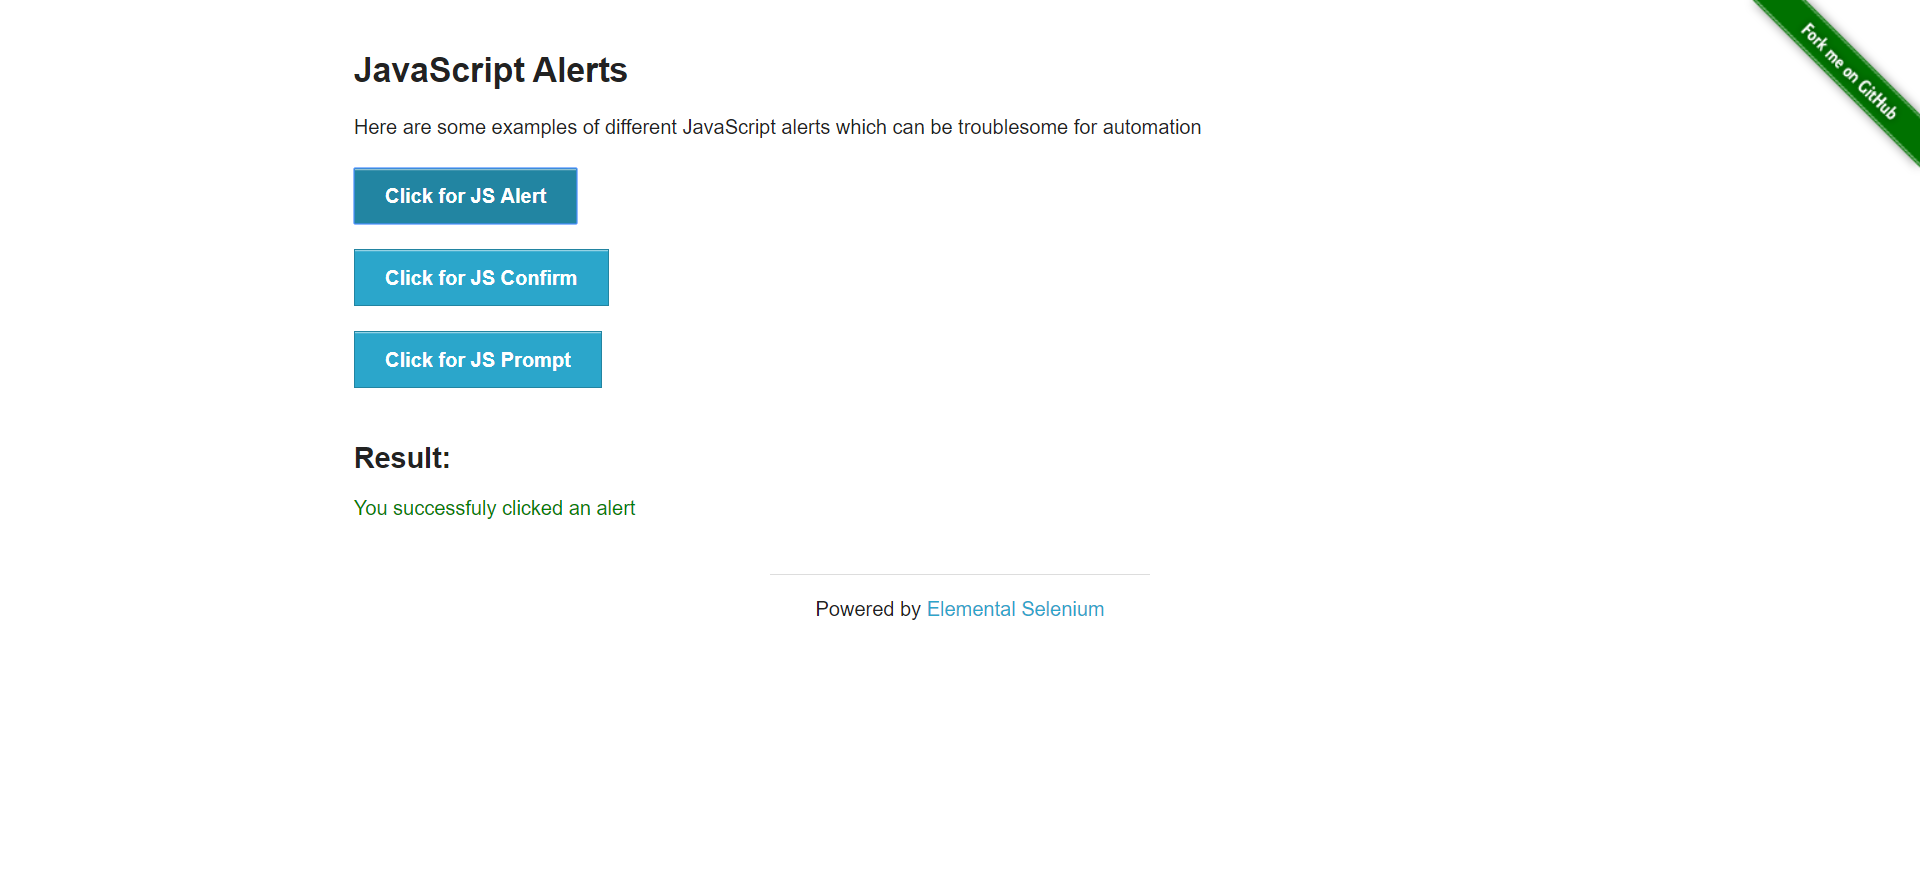 Fork me on GitHub
JavaScript Alerts
Here are some examples of different JavaScript alerts which can be troublesome for automation
Click for JS Alert
Click for JS Confirm
Click for JS Prompt
Result:
You successfuly clicked an alert
Powered by Elemental Selenium